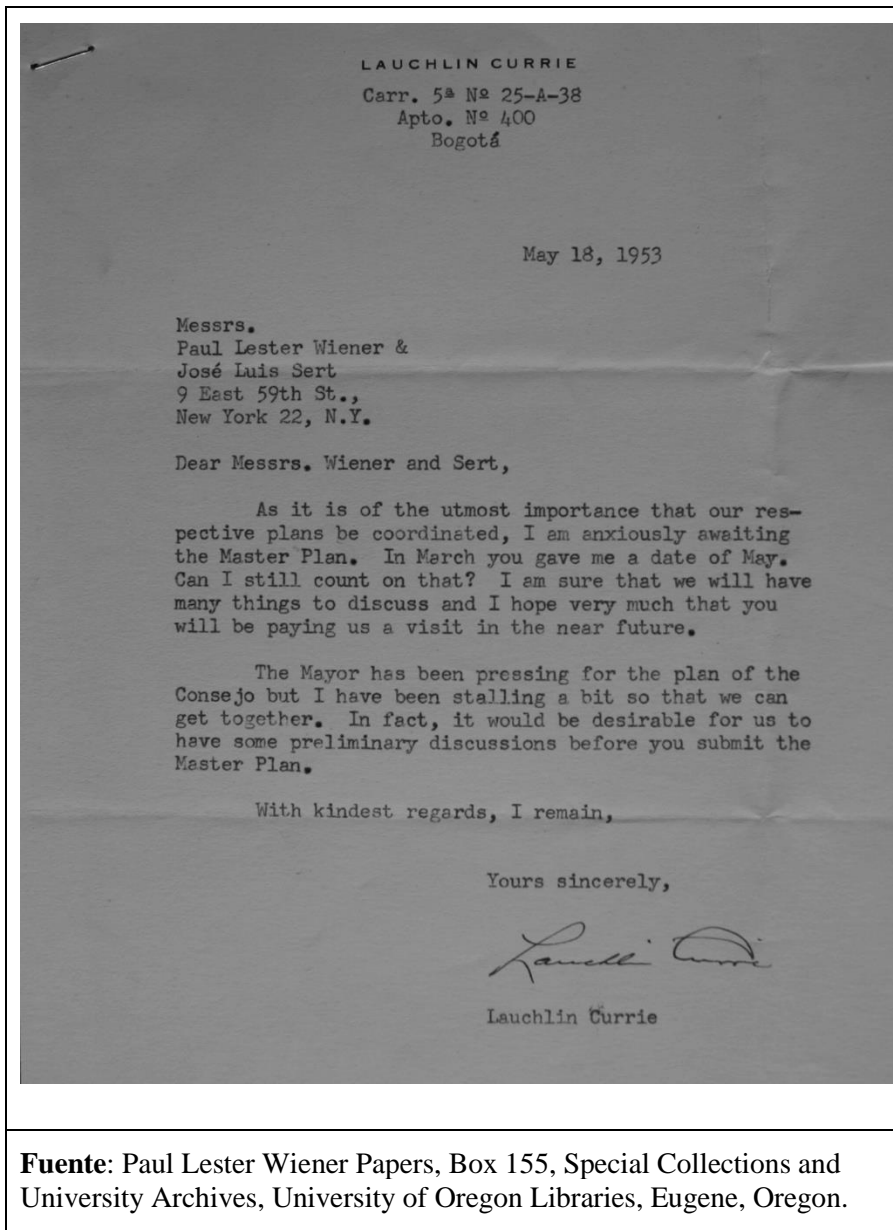 LAUCHLIN CURRIE
Carr. 5ª Nº 25-A-38
Apto. Nº 400
Bogotá
May 18, 1953
Messrs.
Paul Lester Wiener &
José Luis Sert
9 East 59th St.,
New York 22, N.Y.
Dear Messrs. Wiener and Sert,
As it is of the utmost importance that our res-
pective plans be coordinated, I am anxiously awaiting
the Master Plan. In March you gave me a date of May.
Can I still count on that? I am sure that we will have
many things to discuss and I hope very much that you
will be paying us a visit in the near future.
The Mayor has been pressing for the plan of the
Consejo but I have been stalling a bit so that we can
get together. In fact, it would be desirable for us to
have some preliminary discussions before you submit the
Master Plan.
With kindest regards, I remain,
Yours sincerely,
Lauchlin Currie
Lauchlin Currie
Fuente: Paul Lester Wiener Papers, Box 155, Special Collections and
University Archives, University of Oregon Libraries, Eugene, Oregon.